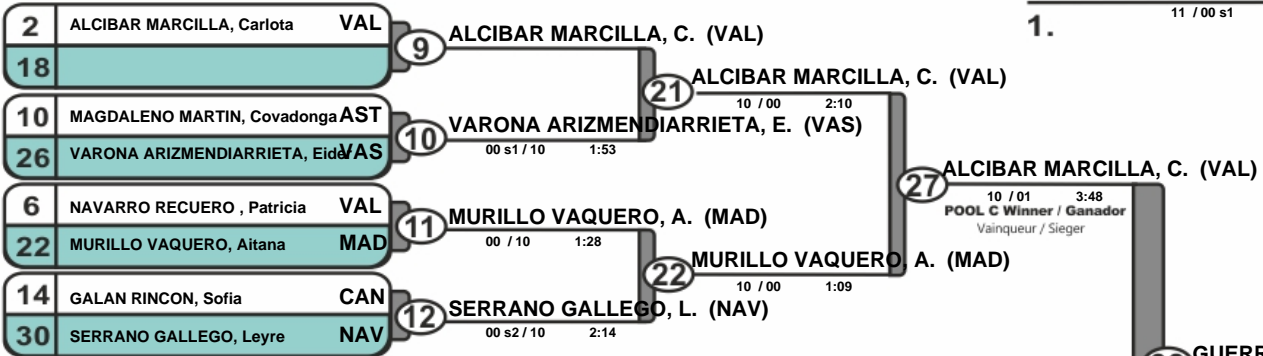 2 ALCIBAR MARCILLA, Carlota VAL
18
9 ALCIBAR MARCILLA, C. (VAL)
10 MAGDALENO MARTIN, Covadonga AST
26 VARONA ARIZMENDIARRIETA, Eider VAS
10 VARONA ARIZMENDIARRIETA, E. (VAS)
00 s1 / 10 1:53
21 ALCIBAR MARCILLA, C. (VAL)
10 / 00 2:10
6 NAVARRO RECUERO , Patricia VAL
22 MURILLO VAQUERO, Aitana MAD
11 MURILLO VAQUERO, A. (MAD)
00 / 10 1:28
14 GALAN RINCON, Sofia CAN
30 SERRANO GALLEGO, Leyre NAV
12 SERRANO GALLEGO, L. (NAV)
00 s2 / 10 2:14
22 MURILLO VAQUERO, A. (MAD)
10 / 00 1:09
27 ALCIBAR MARCILLA, C. (VAL)
10 / 01 3:48
POOL C Winner / Ganador
Vainqueur / Sieger
11 / 00 s1
1.
GUERR